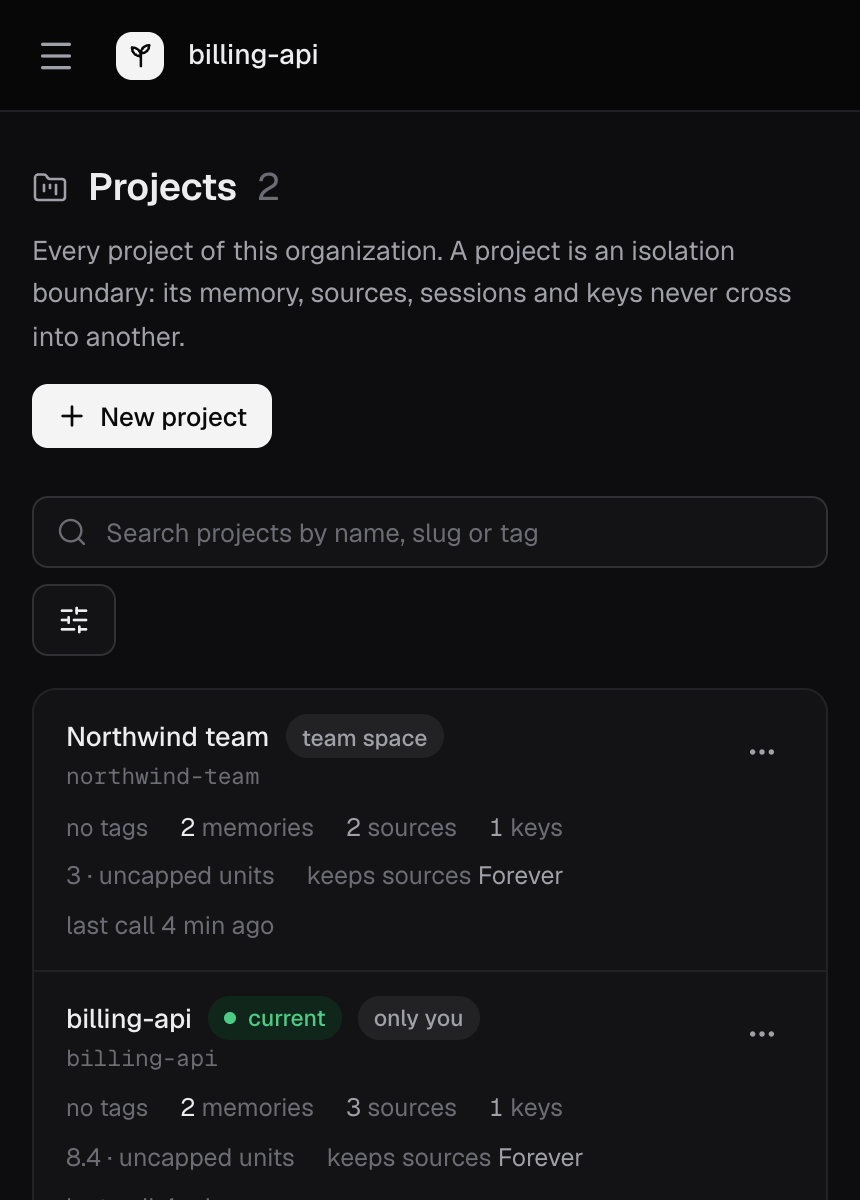 billing-api
Projects 2
Every project of this organization. A project is an isolation
boundary: its memory, sources, sessions and keys never cross
into another.
New project
Search projects by name, slug or tag
Northwind team team space
northwind-team
no tags 2 memories 2 sources 1 keys
3 · uncapped units keeps sources Forever
last call 4 min ago
billing-api current only you
billing-api
no tags 2 memories 3 sources 1 keys
8.4 · uncapped units keeps sources Forever